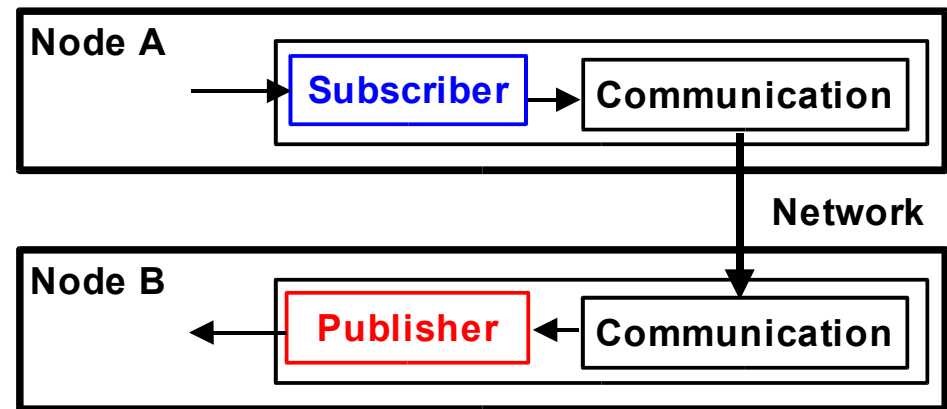 Node A
Subscriber
Communication
Network
Node B
Publisher
Communication